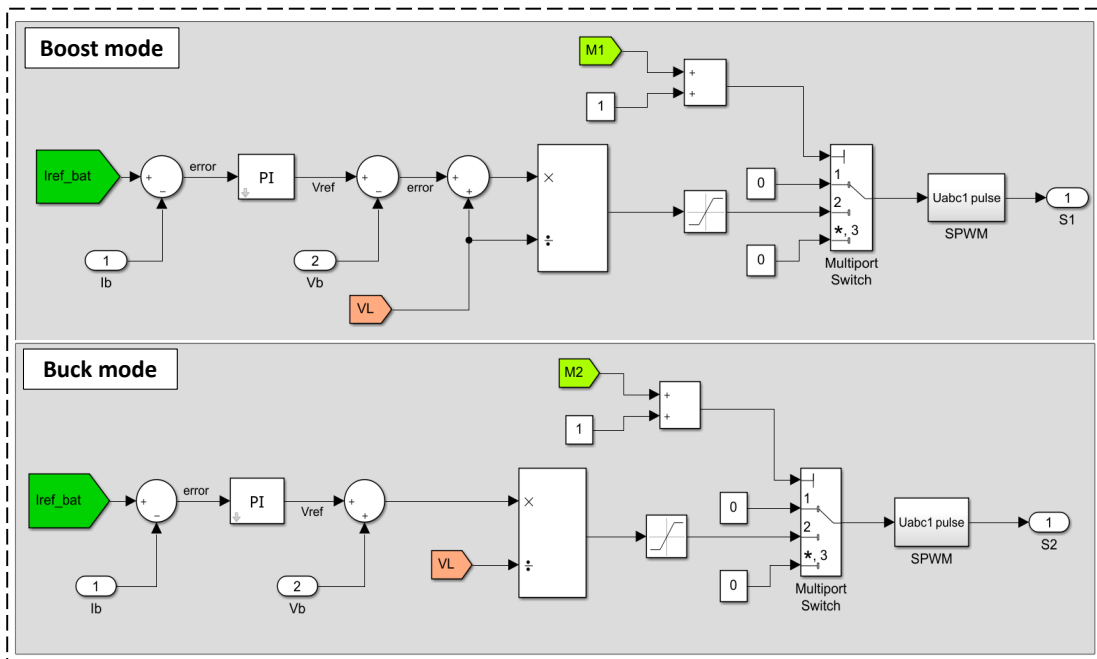 Boost mode
M1
+
+
1
Iref_bat
+
−
error
PI
Vref
+
−
error
+
+
×
÷
0
1
2
*, 3
0
Multiport
Switch
Uabc1 pulse
SPWM
1
S1
1
Ib
2
Vb
VL
Buck mode
M2
+
+
1
Iref_bat
+
−
error
PI
Vref
+
+
×
÷
0
1
2
*, 3
0
Multiport
Switch
Uabc1 pulse
SPWM
1
S2
1
Ib
2
Vb
VL